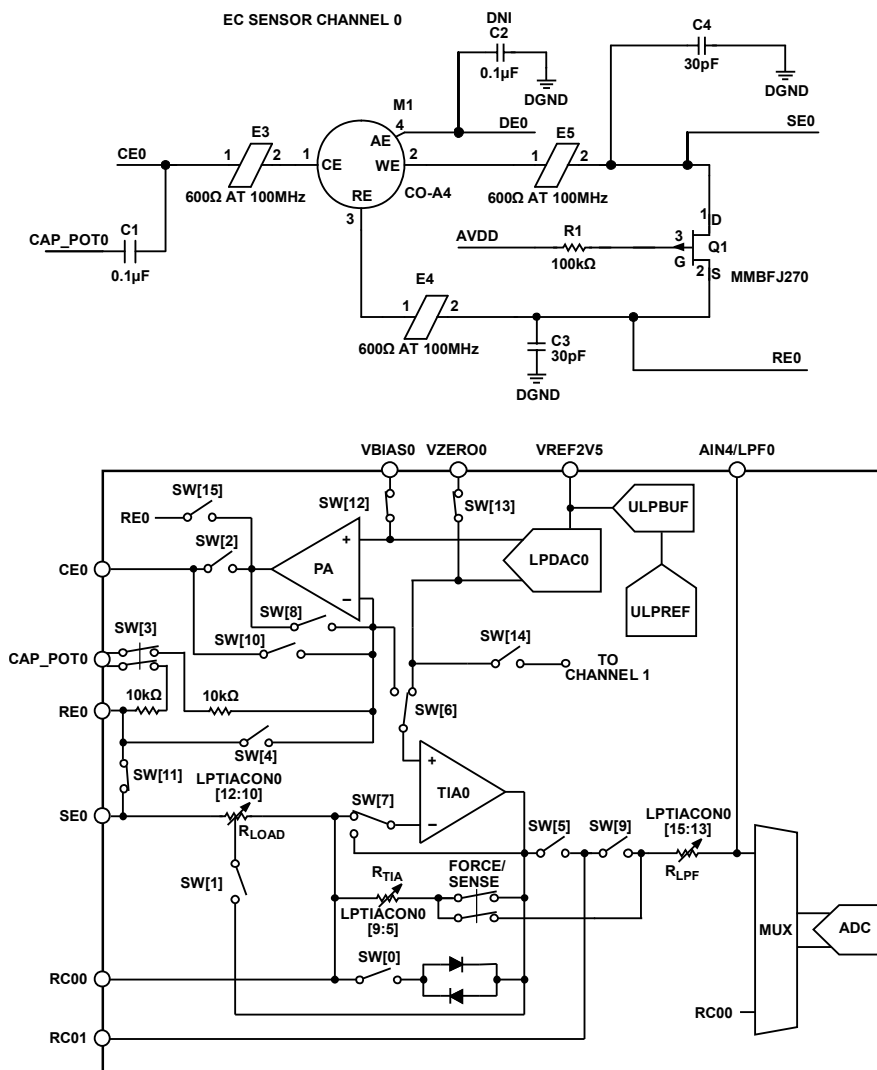 EC SENSOR CHANNEL 0
DNI
C2
0.1µF
DGND
C4
30pF
DGND
M1
4
AE
DE0
SE0
E3
1
2
1
CE
WE
2
E5
1
2
CE0
600Ω AT 100MHz
RE
3
CO-A4
600Ω AT 100MHz
CAP_POT0
C1
0.1µF
AVDD
R1
100kΩ
1
D
3
G
Q1
2
S
MMBFJ270
E4
1
2
600Ω AT 100MHz
C3
30pF
DGND
RE0
VBIAS0
VZERO0
VREF2V5
AIN4/LPF0
SW[15]
RE0
SW[12]
SW[13]
ULPBUF
SW[2]
CE0
PA
+
−
LPDAC0
ULPREF
SW[8]
SW[3]
SW[10]
SW[14]
TO
CHANNEL 1
CAP_POT0
10kΩ
10kΩ
SW[6]
RE0
SW[4]
SW[11]
LPTIACON0
[12:10]
+
−
TIA0
SW[7]
SE0
RLOAD
SW[5]
SW[9]
LPTIACON0
[15:13]
RLPF
SW[1]
RTIA
FORCE/
SENSE
LPTIACON0
[9:5]
MUX
ADC
SW[0]
RC00
RC00
RC01